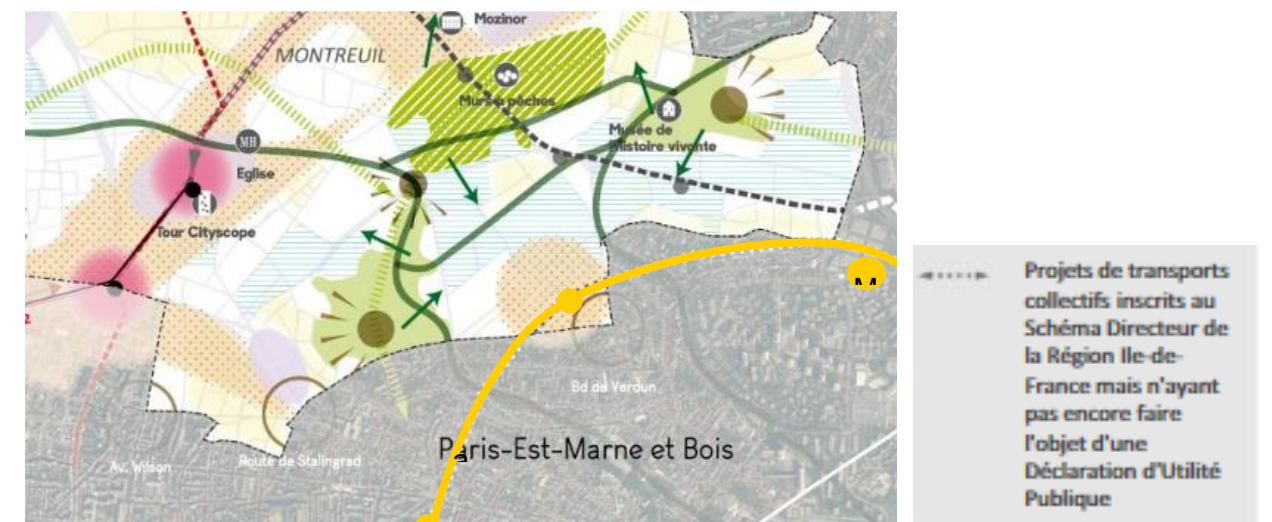 Mozinor
MONTREUIL
Murs à pêches
Musée de
l'histoire vivante
MH
Eglise
Tour Cityscope
M
Bd de Verdun
Paris-Est-Marne et Bois
Av. Wilson
Route de Stalingrad
Projets de transports
collectifs inscrits au
Schéma Directeur de
la Région Ile-de-
France mais n'ayant
pas encore faire
l'objet d'une
Déclaration d'Utilité
Publique